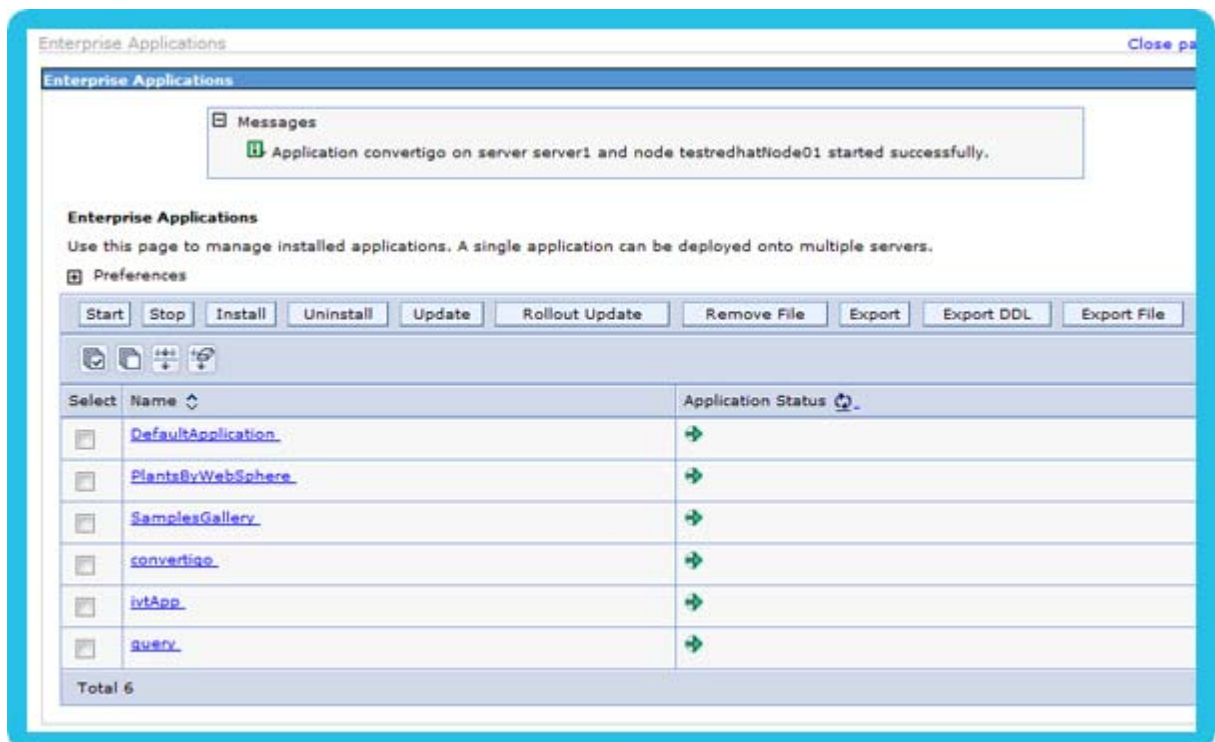 Enterprise Applications
Close pa
Enterprise Applications
Messages
Application convertigo on server server1 and node testredhatNode01 started successfully.
Enterprise Applications
Use this page to manage installed applications. A single application can be deployed onto multiple servers.
Preferences
Start Stop Install Uninstall Update Rollout Update Remove File Export Export DDL Export File
Select Name Application Status
DefaultApplication
PlantsByWebSphere
SamplesGallery
convertigo
ivtApp
query
Total 6